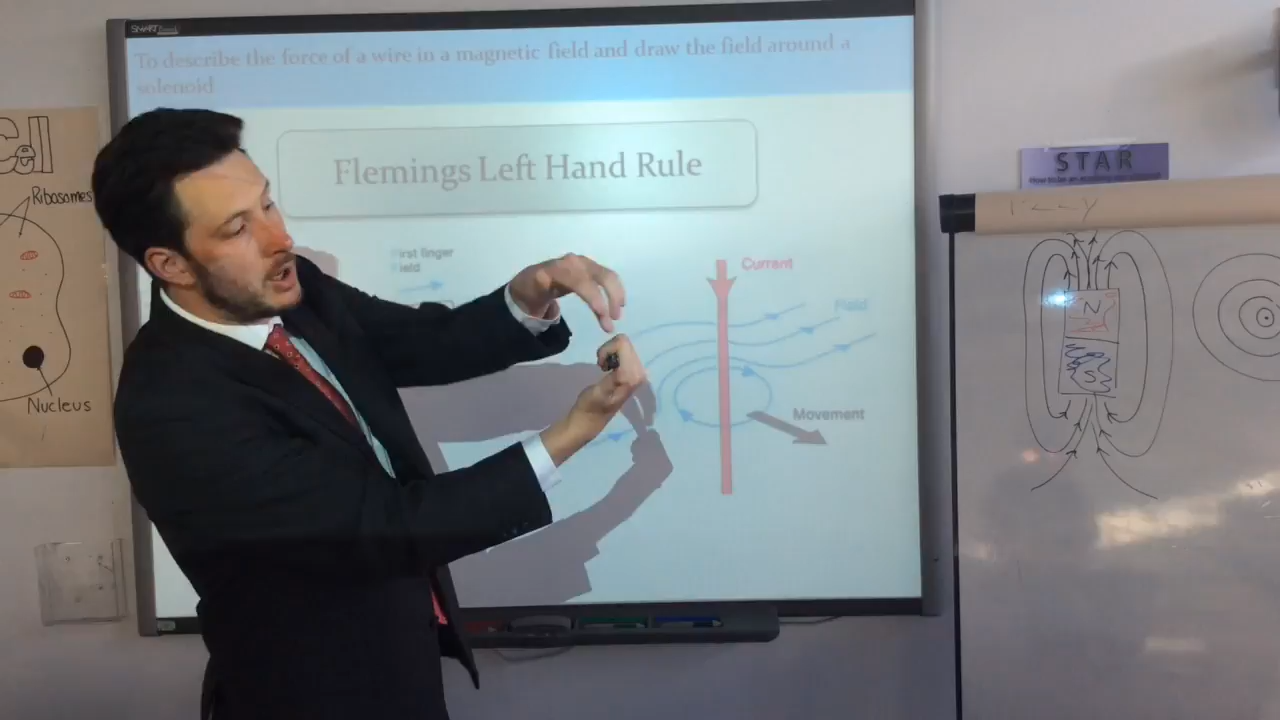 SMART
To describe the force of a wire in a magnetic field and draw the field around a
solenoid
Flemings Left Hand Rule
First finger
Field
Current
Field
Movement
Cell
Ribosomes
Nucleus
STAR
N
S